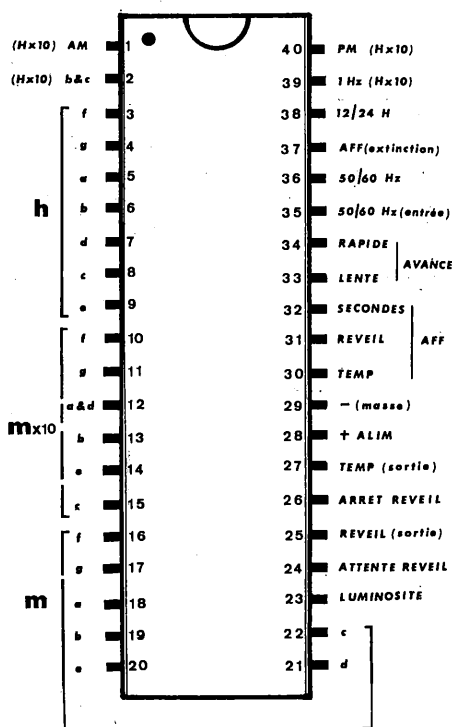 (Hx10) AM 1
(Hx10) b&c 2
f 3
g 4
a 5
h
b 6
d 7
c 8
e 9
f 10
g 11
a&d 12
mx10
b 13
e 14
c 15
f 16
g 17
m
a 18
b 19
e 20
40 PM (Hx10)
39 1Hz (Hx10)
38 12/24 H
37 AFF(extinction)
36 50/60 Hz
35 50/60 Hz(entrée)
34 RAPIDE
AVANCE
33 LENTE
32 SECONDES
31 REVEIL AFF
30 TEMP
29 – (masse)
28 + ALIM
27 TEMP (sortie)
26 ARRET REVEIL
25 REVEIL (sortie)
24 ATTENTE REVEIL
23 LUMINOSITE
22 c
21 d